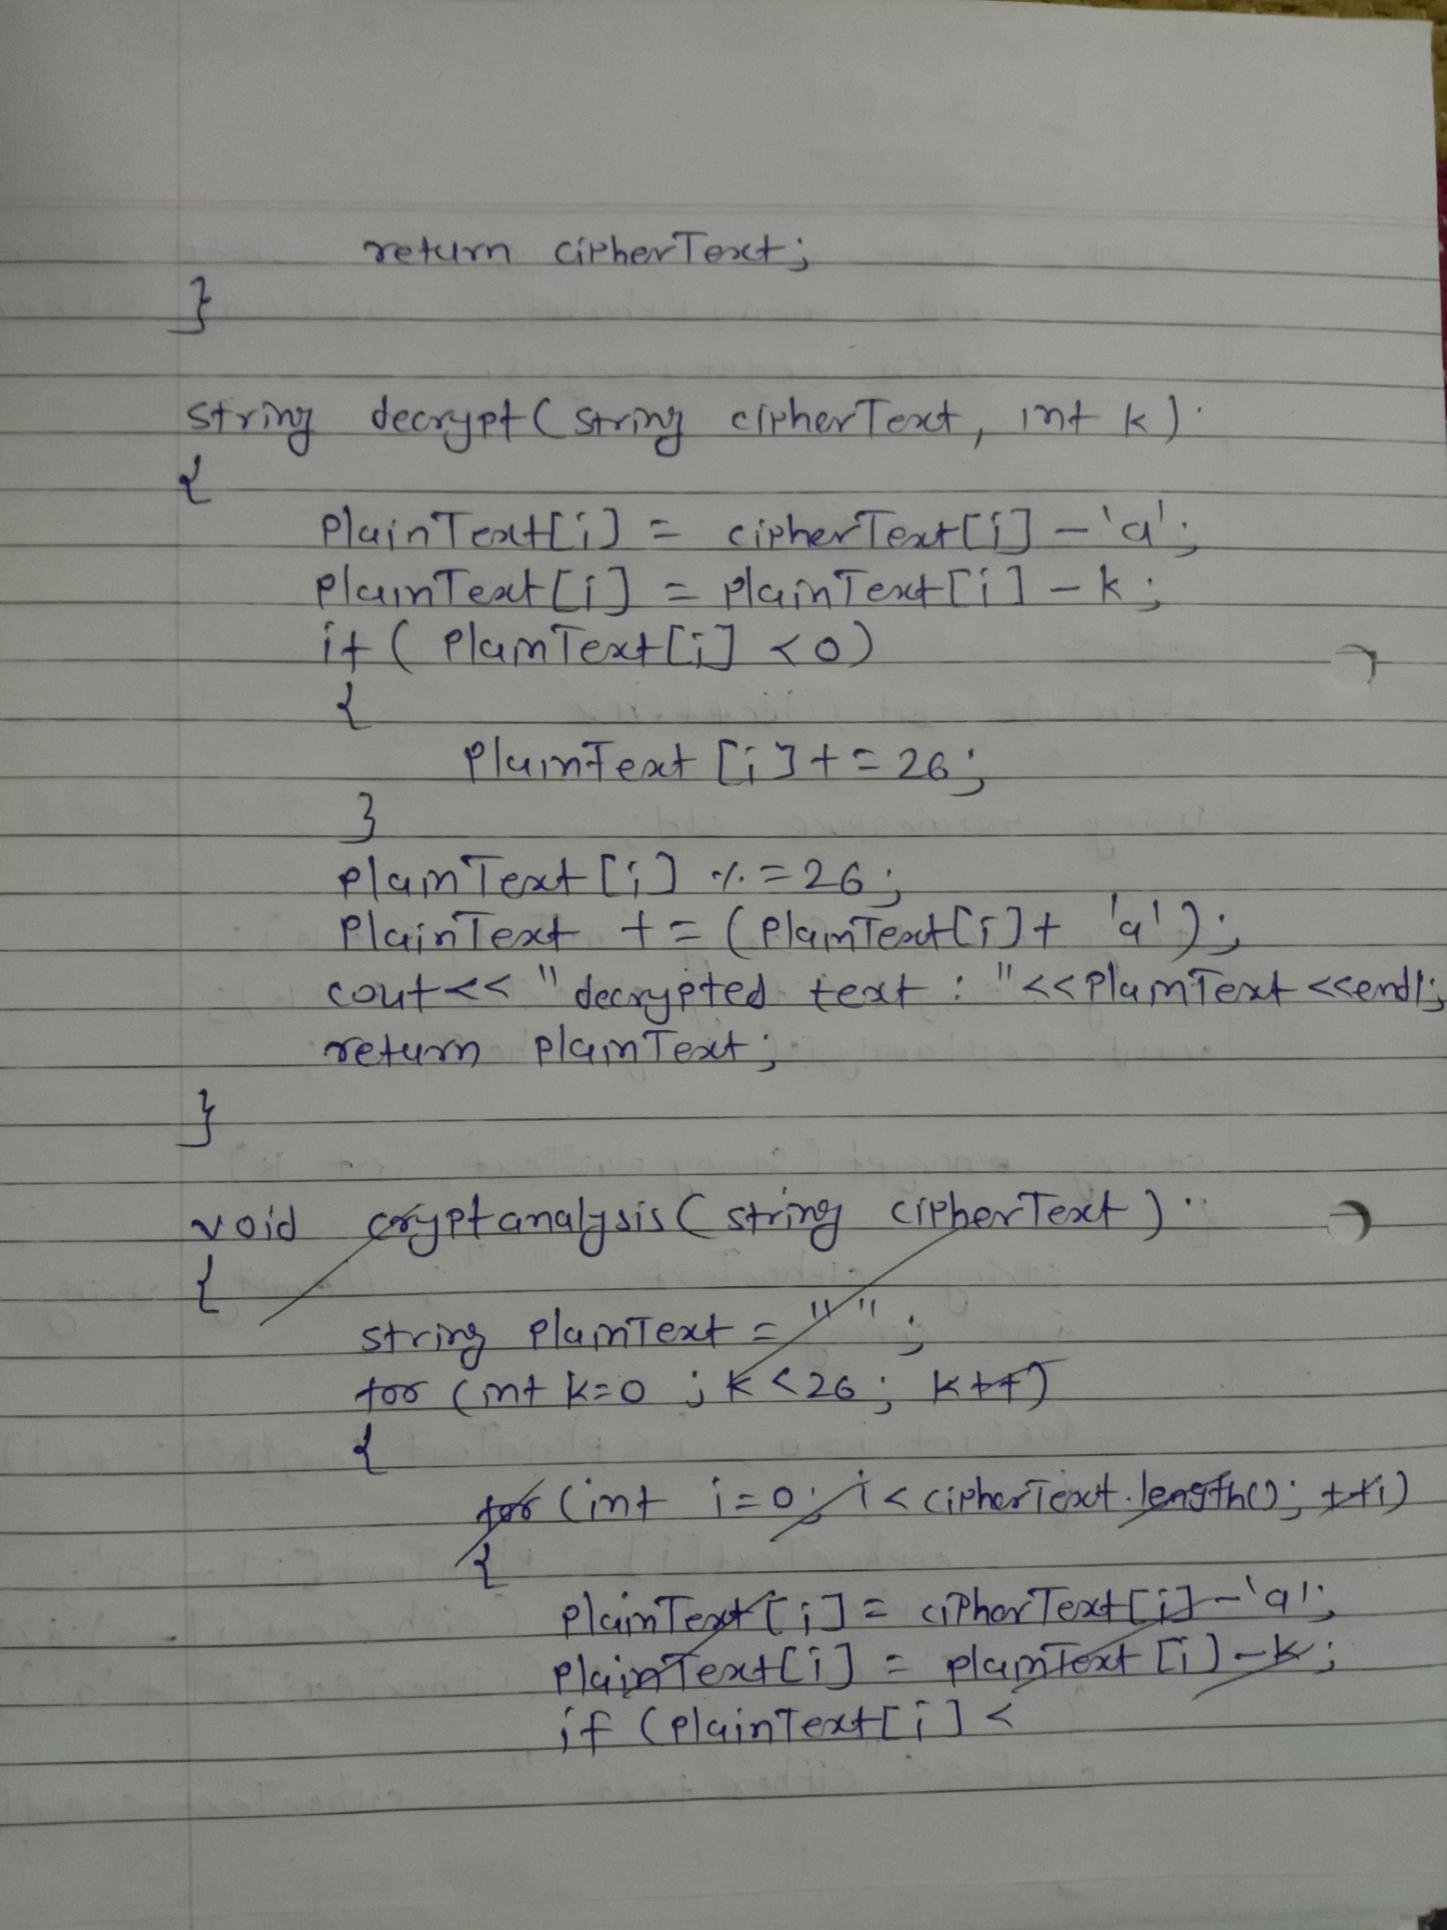 return cipherText;
}
string decrypt(string cipherText, int k)
{
plainText[i] = cipherText[i] - 'a';
plainText[i] = plainText[i] - k;
if( plainText[i] <0)
{
plainText [i]+=26;
}
plainText[i] %=26;
plainText += (plainText[i]+ 'a');
cout<< "decrypted text : "<<plainText<<endl;
return plainText;
}
void cryptanalysis( string cipherText)
{
string plainText = "";
for (int k=0 ; k<26; k++)
{
for (int i=0; i< cipherText.length(); ++i)
{
plainText[i] = cipherText[i]-'a';
plainText[i] = plainText [i]-k;
if (plainText[i] <